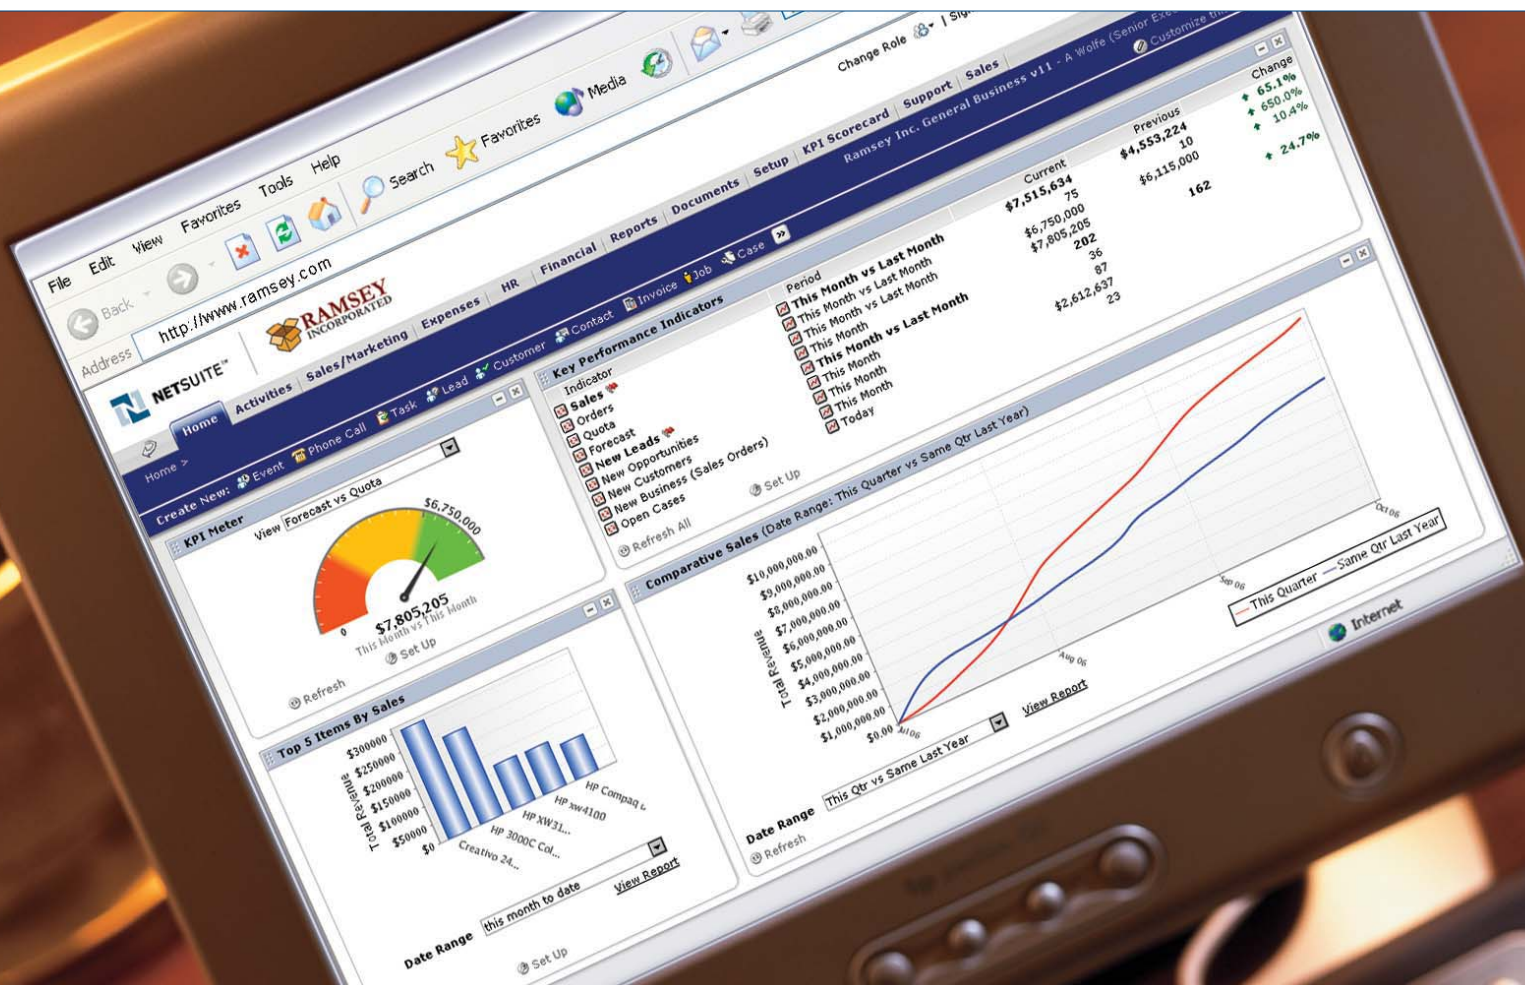 File Edit View Favorites Tools Help
Back Search Favorites Media
Address http://www.ramsey.com
NETSUITE™
RAMSEY
INCORPORATED
Change Role
Home Activities Sales/Marketing Expenses HR Financial Reports Documents Setup KPI Scorecard Support Sales
Home >
Ramsey Inc. General Business v11 - A Wolfe (Senior Exec
Create New: Event Phone Call Task Lead Customer Contact Invoice Job Case »
Customize
KPI Meter
View Forecast vs Quota
$6,750,000
0
$7,805,205
This Month vs This Month
Set Up
Refresh
Key Performance Indicators
Indicator Period Current Previous Change
Sales This Month vs Last Month $7,515,634 $4,553,224 65.1%
Orders This Month vs Last Month 75 10 650.0%
Quota This Month vs Last Month $6,750,000 $6,115,000 10.4%
Forecast This Month $7,805,205
New Leads This Month vs Last Month 202 162 24.7%
New Opportunities This Month 36
New Customers This Month 87
New Business (Sales Orders) This Month $2,612,637
Open Cases Today 23
Refresh All
Set Up
Top 5 Items By Sales
Total Revenue
$300000
$250000
$200000
$150000
$100000
$50000
$0
Creativo 24...
HP 3000C Col...
HP XW31...
HP xw4100
HP Compaq
Date Range this month to date
View Report
Set Up
Comparative Sales (Date Range: This Quarter vs Same Qtr Last Year)
Total Revenue
$10,000,000.00
$9,000,000.00
$8,000,000.00
$7,000,000.00
$6,000,000.00
$5,000,000.00
$4,000,000.00
$3,000,000.00
$2,000,000.00
$1,000,000.00
$0.00
Jul 06 Aug 06 Sep 06 Oct 06
This Quarter Same Qtr Last Year
Date Range This Qtr vs Same Last Year
View Report
Refresh
Internet